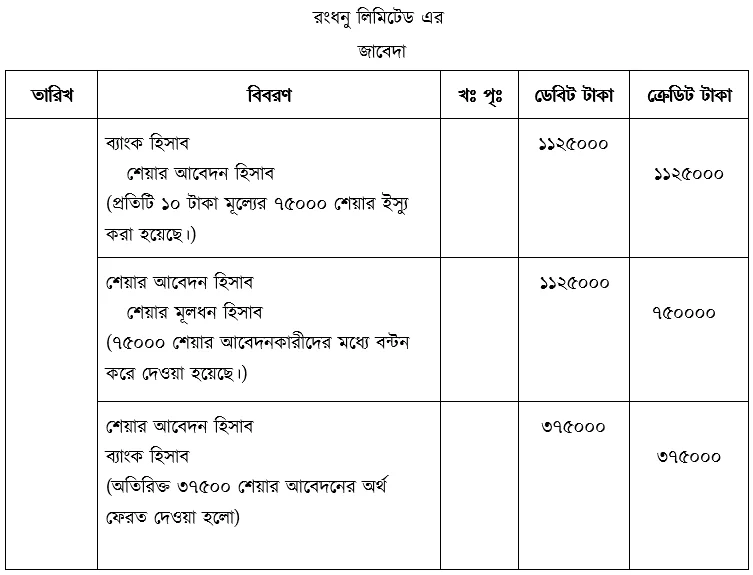 রংধনু লিমিটেড এর
জাবেদা
তারিখ বিবরণ খঃ পৃঃ ডেবিট টাকা ক্রেডিট টাকা
ব্যাংক হিসাব ১১২৫০০০
শেয়ার আবেদন হিসাব ১১২৫০০০
(প্রতিটি ১০ টাকা মূল্যের ৭৫০০০ শেয়ার ইস্যু
করা হয়েছে।)
শেয়ার আবেদন হিসাব ১১২৫০০০
শেয়ার মূলধন হিসাব ৭৫০০০০
(৭৫০০০ শেয়ার আবেদনকারীদের মধ্যে বন্টন
করে দেওয়া হয়েছে।)
শেয়ার আবেদন হিসাব ৩৭৫০০০
ব্যাংক হিসাব ৩৭৫০০০
(অতিরিক্ত ৩৭৫০০ শেয়ার আবেদনের অর্থ
ফেরত দেওয়া হলো)